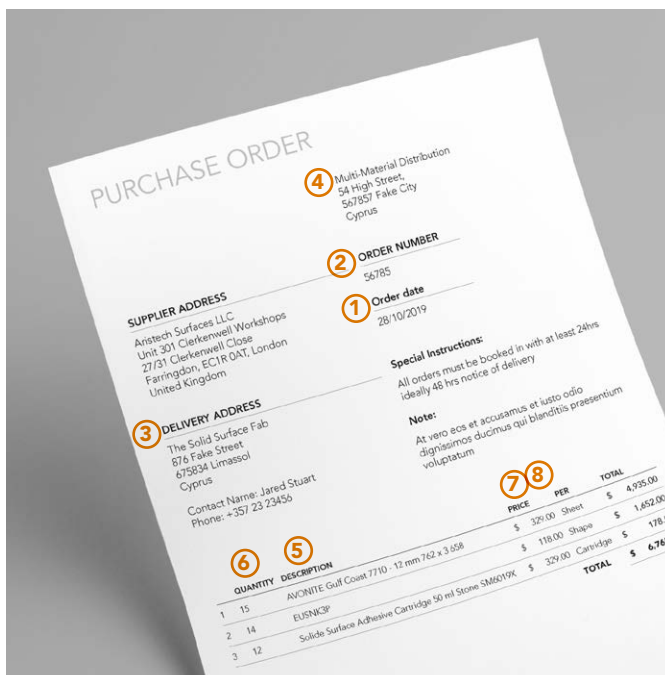 PURCHASE ORDER
4
Multi-Material Distribution
54 High Street,
567857 Fake City
Cyprus
2 ORDER NUMBER
56785
1 Order date
28/10/2019
SUPPLIER ADDRESS
Aristech Surfaces LLC
Unit 301 Clerkenwell Workshops
27/31 Clerkenwell Close
Farringdon, EC1R 0AT, London
United Kingdom
Special Instructions:
All orders must be booked in with at least 24hrs
ideally 48 hrs notice of delivery
Note:
At vero eos et accusamus et iusto odio
dignissimos ducimus qui blanditiis praesentium
voluptatum
3 DELIVERY ADDRESS
The Solid Surface Fab
876 Fake Street
675834 Limassol
Cyprus
Contact Name: Jared Stuart
Phone: +357 23 23456
6 5 7 8
QUANTITY DESCRIPTION PRICE PER TOTAL
1 15 AVONITE Gulf Coast 7710 - 12 mm 762 x 3 658 $ 329.00 Sheet $ 4,935.00
2 14 EUSNK3P $ 118.00 Shape $ 1,652.00
3 12 Solide Surface Adhesive Cartridge 50 ml Stone SM6019X $ 329.00 Cartridge $ 178.
TOTAL $ 6,76